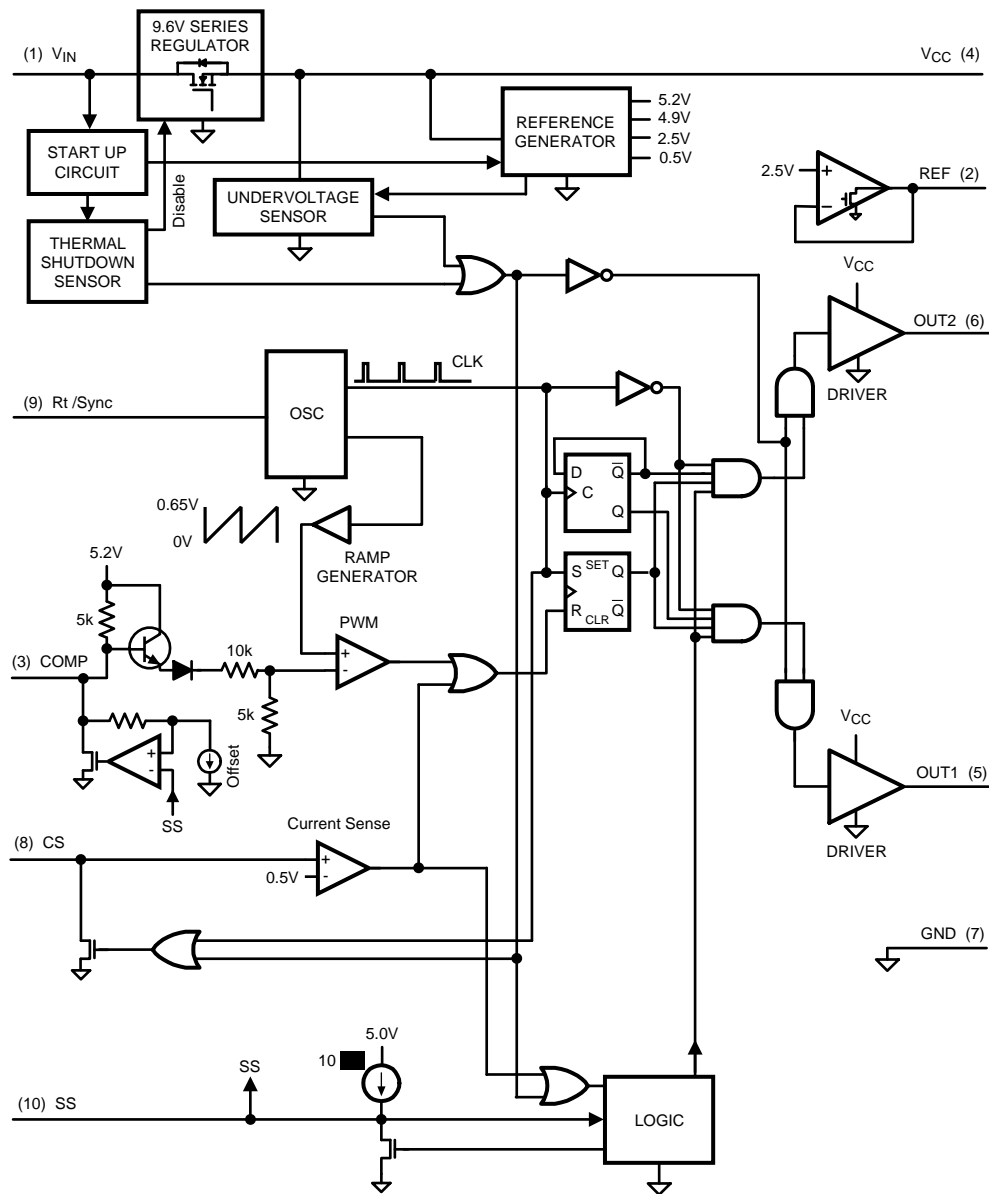 9.6V SERIES
REGULATOR
(1) VIN
VCC (4)
START UP
CIRCUIT
REFERENCE
GENERATOR
5.2V
4.9V
2.5V
0.5V
Disable
UNDERVOLTAGE
SENSOR
THERMAL
SHUTDOWN
SENSOR
2.5V
+
-
REF (2)
VCC
OUT2 (6)
DRIVER
CLK
OSC
(9) Rt /Sync
0.65V
0V
RAMP
GENERATOR
D
Q
C
Q
S
SET
Q
R
CLR
Q
5.2V
5k
(3) COMP
10k
5k
PWM
+
-
+
-
Offset
SS
VCC
OUT1 (5)
DRIVER
Current Sense
(8) CS
+
0.5V
-
GND (7)
5.0V
10
SS
(10) SS
LOGIC